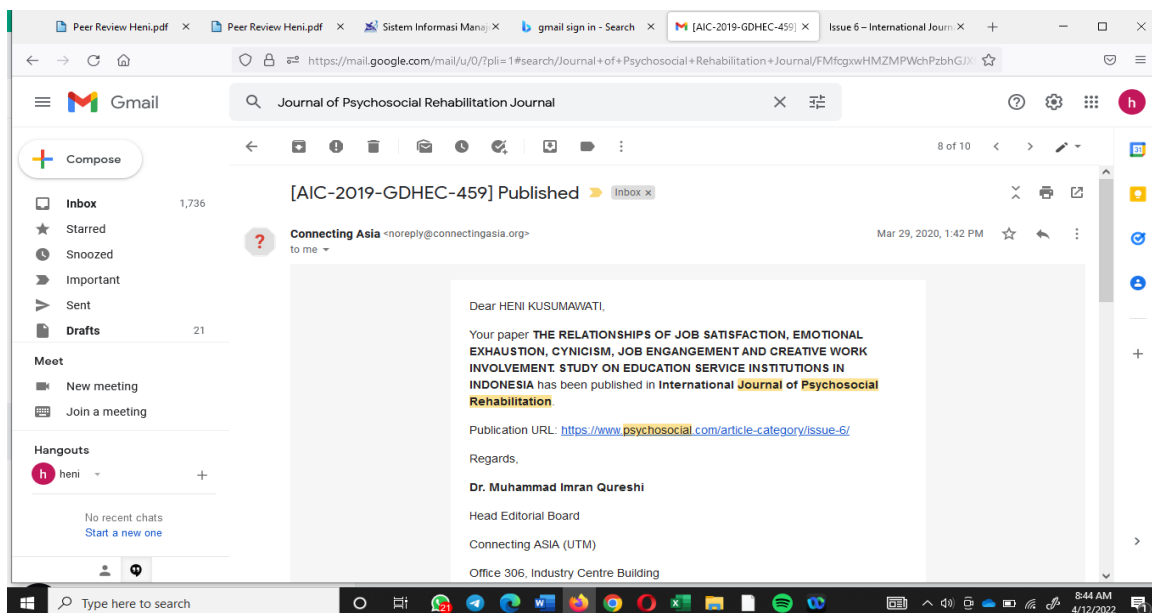 Peer Review Heni.pdf
Peer Review Heni.pdf
Sistem Informasi Manaj
gmail sign in - Search
[AIC-2019-GDHEC-459]
Issue 6 – International Journ
https://mail.google.com/mail/u/0/?pli=1#search/Journal+of+Psychosocial+Rehabilitation+Journal/FMfcgxwHMZMPWchPzbhGJX
Gmail
Journal of Psychosocial Rehabilitation Journal
h
Compose
8 of 10
31
[AIC-2019-GDHEC-459] Published
Inbox x
Inbox 1,736
Starred
Snoozed
Important
Sent
Drafts 21
Connecting Asia <noreply@connectingasia.org>
Mar 29, 2020, 1:42 PM
to me
Dear HENI KUSUMAWATI,
Your paper THE RELATIONSHIPS OF JOB SATISFACTION, EMOTIONAL
EXHAUSTION, CYNICISM, JOB ENGANGEMENT AND CREATIVE WORK
INVOLVEMENT. STUDY ON EDUCATION SERVICE INSTITUTIONS IN
INDONESIA has been published in International Journal of Psychosocial
Rehabilitation.
Publication URL: https://www.psychosocial.com/article-category/issue-6/
Regards,
Dr. Muhammad Imran Qureshi
Head Editorial Board
Connecting ASIA (UTM)
Office 306, Industry Centre Building
Meet
New meeting
Join a meeting
Hangouts
h heni
No recent chats
Start a new one
Type here to search
21
8:44 AM
4/12/2022